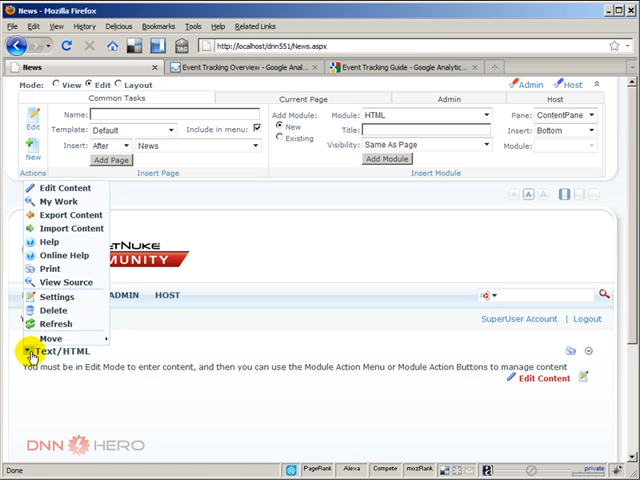 News - Mozilla Firefox
File Edit View History Delicious Bookmarks Tools Help Related Links
http://localhost/dnn551/News.aspx
News
Event Tracking Overview - Google Anal...
Event Tracking Guide - Google Analytic...
Mode: View Edit Layout
Admin Host
Common Tasks Current Page Admin Host
Edit
New
Actions
Name:
Template: Default Include in menu:
Insert: After News
Add Page
Insert Page
Add Module: New Existing
Module: HTML
Title:
Visibility: Same As Page
Add Module
Pane: ContentPane
Insert: Bottom
Module:
Insert Module
A A A
Edit Content
My Work
Export Content
Import Content
Help
Online Help
Print
View Source
Settings
Delete
Refresh
Move
ADMIN HOST
SuperUser Account | Logout
Text/HTML
You must be in Edit Mode to enter content, and then you can use the Module Action Menu or Module Action Buttons to manage content
Edit Content
DNN HERO
Done
PageRank Alexa Compete mozRank